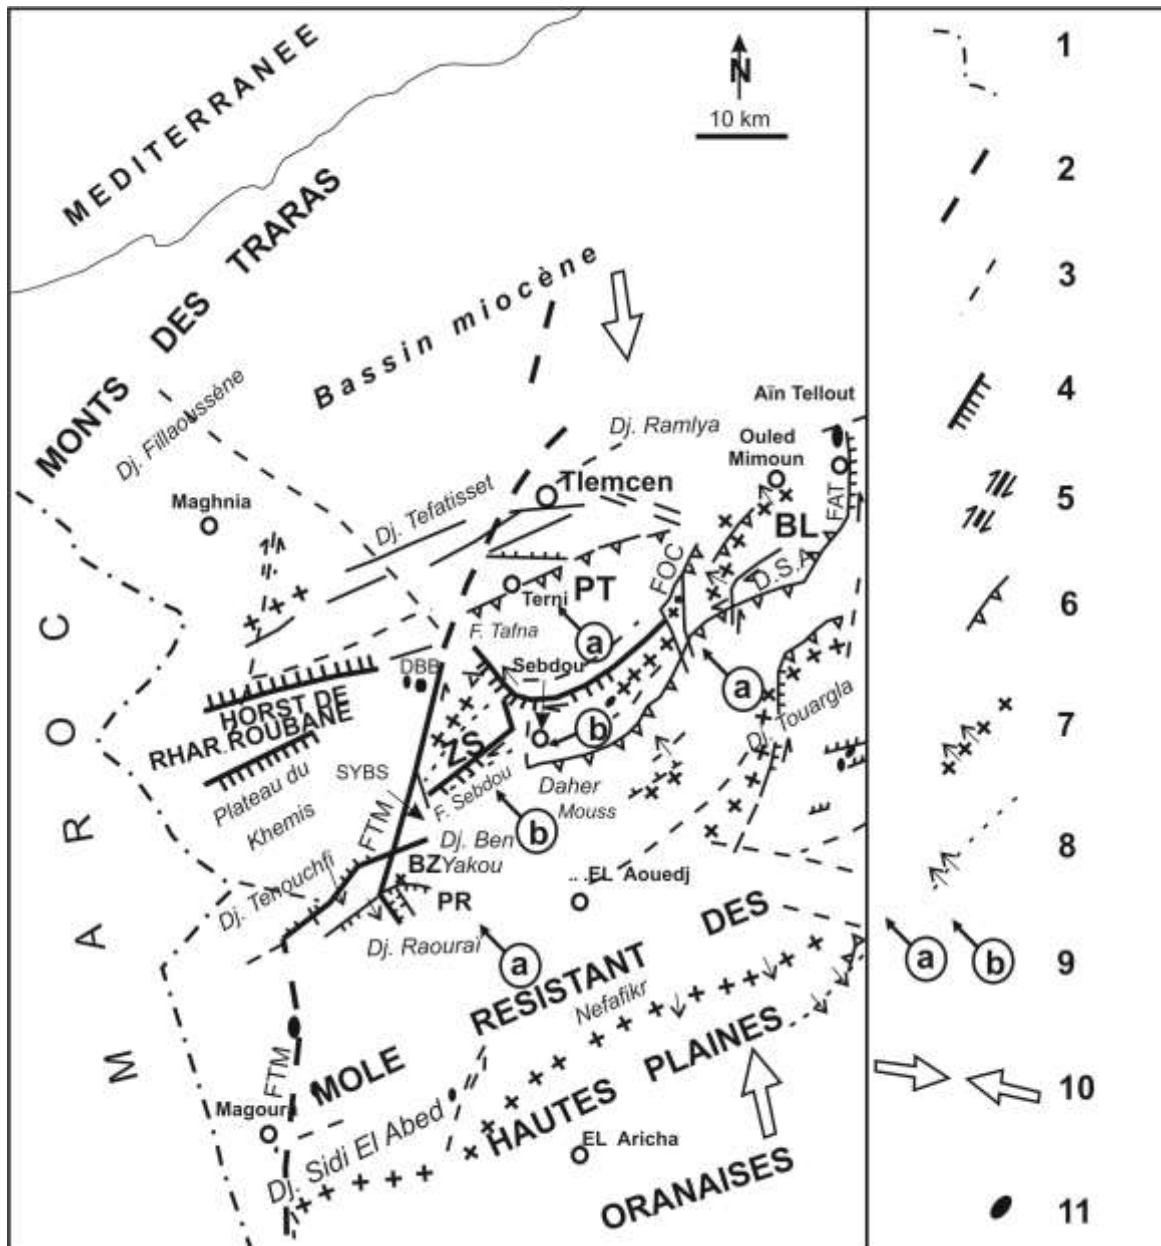 MEDITERRANEE
N
10 km
MONTS DES TRARAS
Bassin miocène
Dj. Fillaoussène
Aïn Tellout
Dj. Ramlya
Ouled
Mimoun
Tlemcen
Maghnia
Dj. Tefatisset
FAT
BL
FOC
D.S.A
PT
Terni
a
F. Tafna
Sebdou
DBB
a
HORST DE
RHAR ROUBANE
Dj. Touargla
b
ZS
SYBS
Plateau du
Khemis
F. Sebdou
Daher
Mouss
b
FTM
Dj. Ben
Yakou
BZ
EL Aouedj
Dj. Tenouchfi
PR
Dj. Raouraï
a
MAROC
MOLE RESISTANT DES
Nefafikr
HAUTES PLAINES
FTM
Magoura
Dj. Sidi El Abed
EL Aricha
ORANAISES
1
2
3
4
5
6
7
8
a b 9
10
11